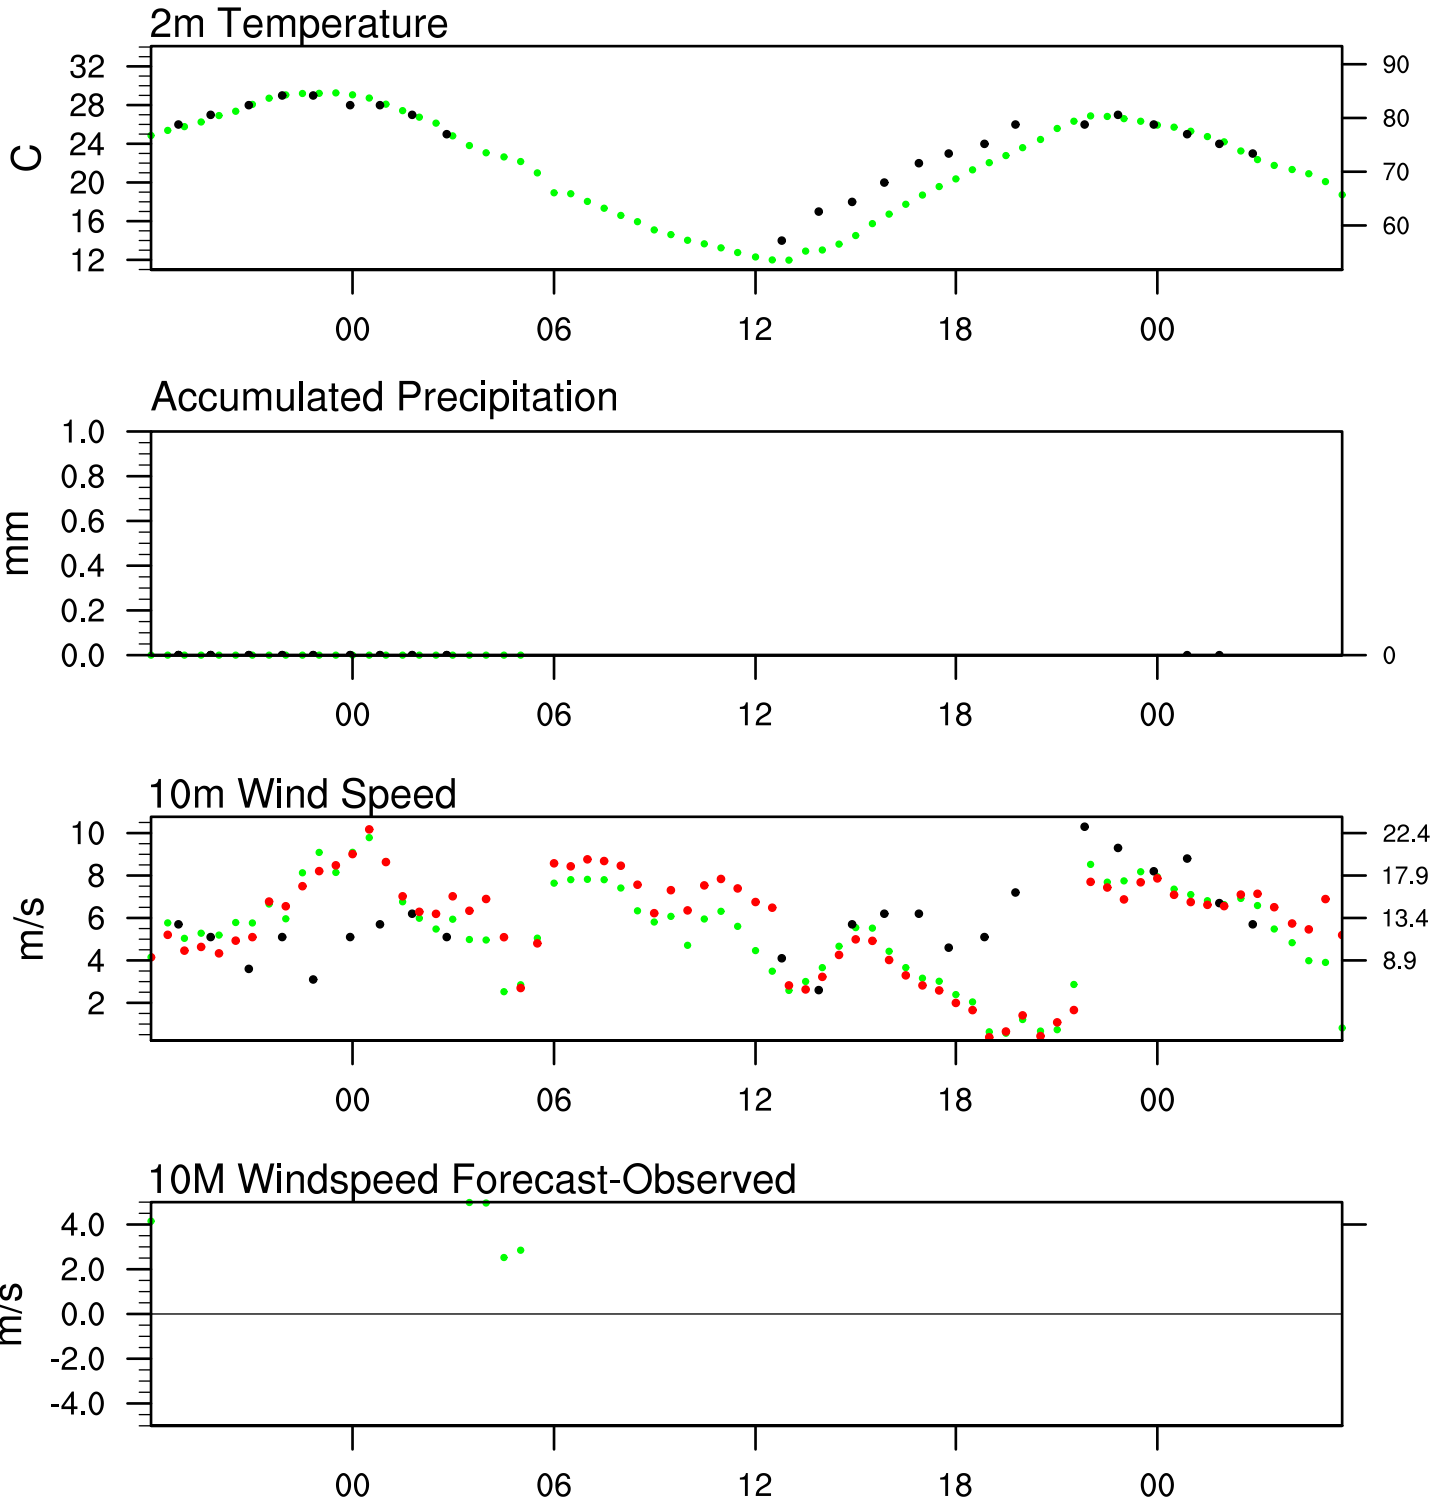 2m Temperature
32
28
24
20
16
12
C
90
80
70
60
00 06 12 18 00
Accumulated Precipitation
1.0
0.8
0.6
0.4
0.2
0.0
mm
0
00 06 12 18 00
10m Wind Speed
10
8
6
4
2
m/s
22.4
17.9
13.4
8.9
00 06 12 18 00
10M Windspeed Forecast-Observed
4.0
2.0
0.0
-2.0
-4.0
m/s
00 06 12 18 00